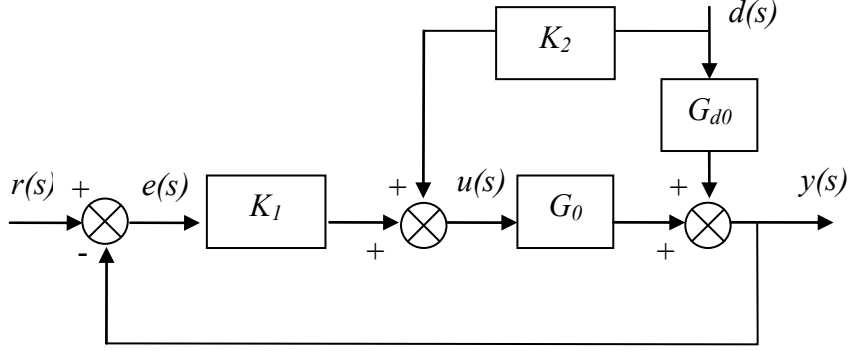 d(s)
K2
Gd0
r(s)
+
e(s)
K1
+
+
u(s)
G0
+
+
y(s)
-